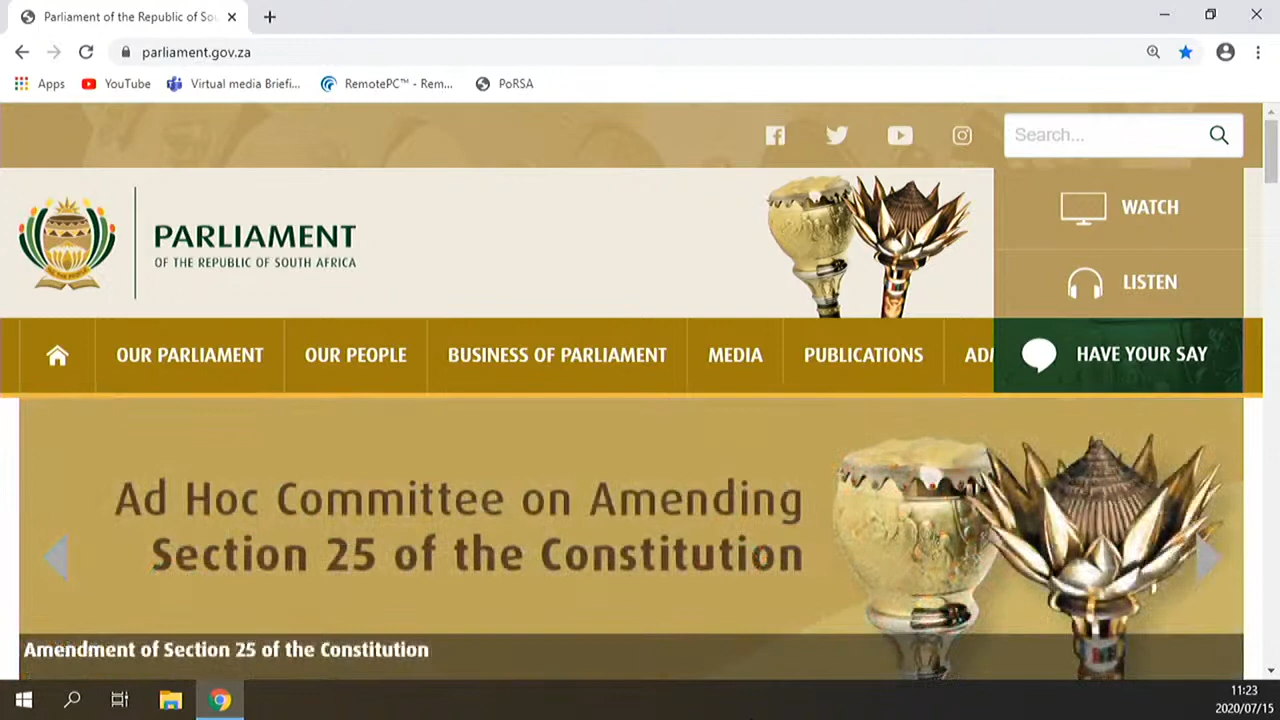 Parliament of the Republic of Sou
parliament.gov.za
Apps YouTube Virtual media Briefi... RemotePC™ - Rem... PoRSA
Search...
WATCH
PARLIAMENT
OF THE REPUBLIC OF SOUTH AFRICA
LISTEN
OUR PARLIAMENT OUR PEOPLE BUSINESS OF PARLIAMENT MEDIA PUBLICATIONS ADM HAVE YOUR SAY
Ad Hoc Committee on Amending
Section 25 of the Constitution
Amendment of Section 25 of the Constitution
11:23
2020/07/15